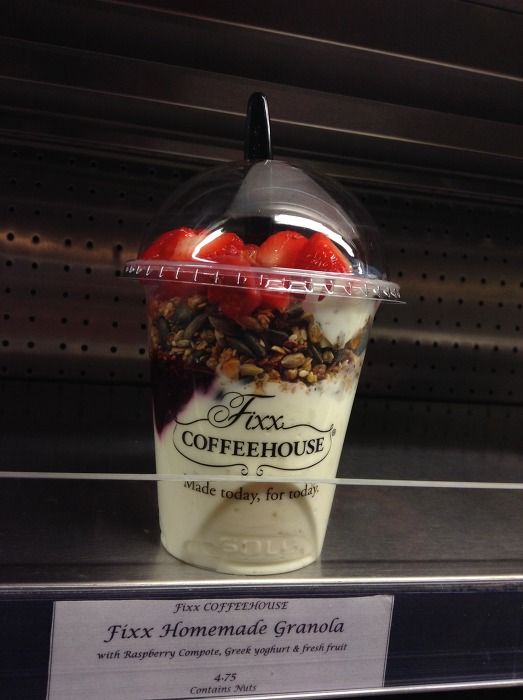 Fixx
COFFEEHOUSE®
Made today, for today.
SOLO
Fixx COFFEEHOUSE
Fixx Homemade Granola
with Raspberry Compote, Greek yoghurt & fresh fruit
4.75
Contains Nuts